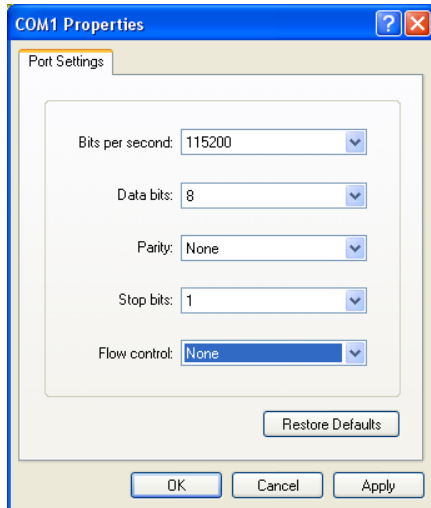 COM1 Properties
Port Settings
Bits per second: 115200
Data bits: 8
Parity: None
Stop bits: 1
Flow control: None
Restore Defaults
OK Cancel Apply